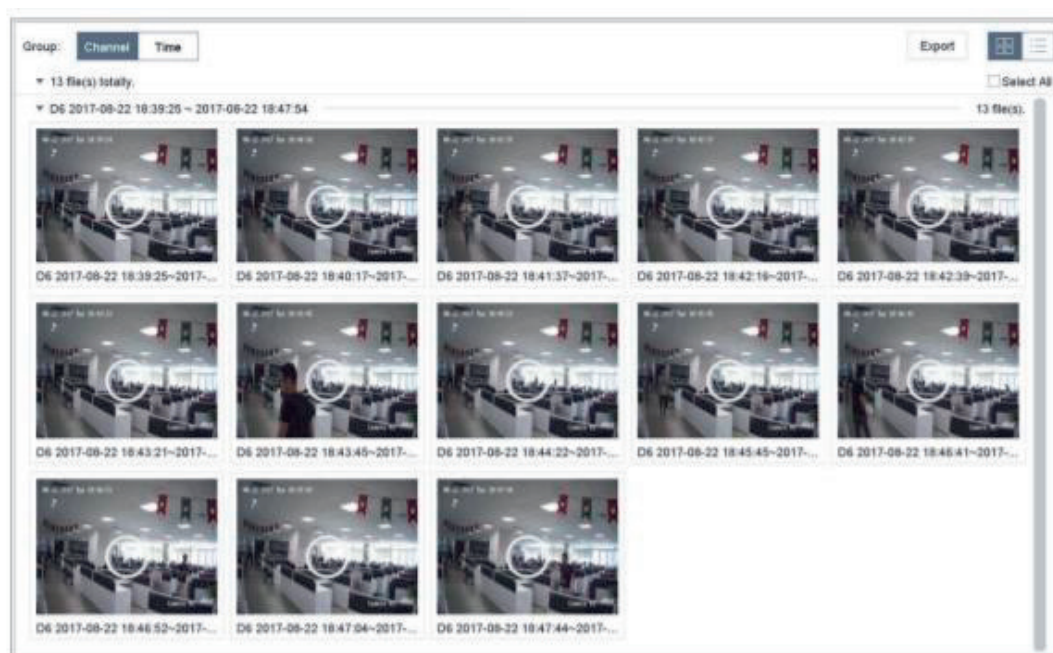 Group: Channel Time Export
13 file(s) totally. Select All
D6 2017-08-22 18:39:25 ~ 2017-08-22 18:47:54 13 file(s).
D6 2017-08-22 18:39:25~2017-... D6 2017-08-22 18:40:17~2017-... D6 2017-08-22 18:41:37~2017-... D6 2017-08-22 18:42:16~2017-... D6 2017-08-22 18:42:39~2017-...
D6 2017-08-22 18:43:21~2017-... D6 2017-08-22 18:43:45~2017-... D6 2017-08-22 18:44:22~2017-... D6 2017-08-22 18:45:45~2017-... D6 2017-08-22 18:46:41~2017-...
D6 2017-08-22 18:46:52~2017-... D6 2017-08-22 18:47:04~2017-... D6 2017-08-22 18:47:44~2017-...